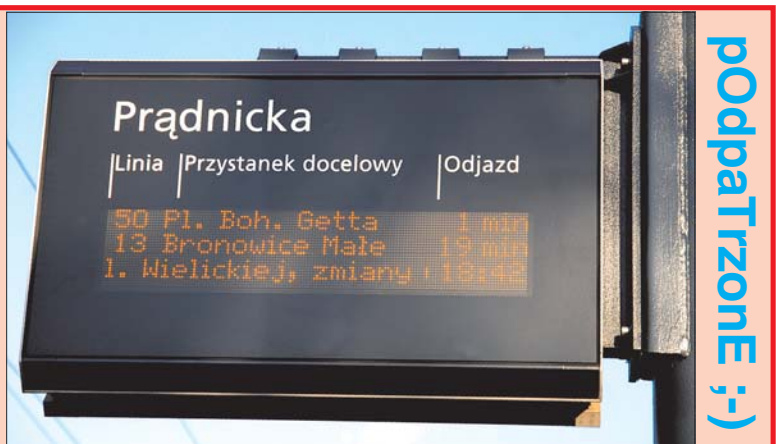 Prądnicka
Linia Przystanek docelowy Odjazd
50 Pl. Boh. Getta 1 min
13 Bronowice Małe 19 min
l. Wielickiej, zmiany 18:42
pOdpaTrzonE ;-)